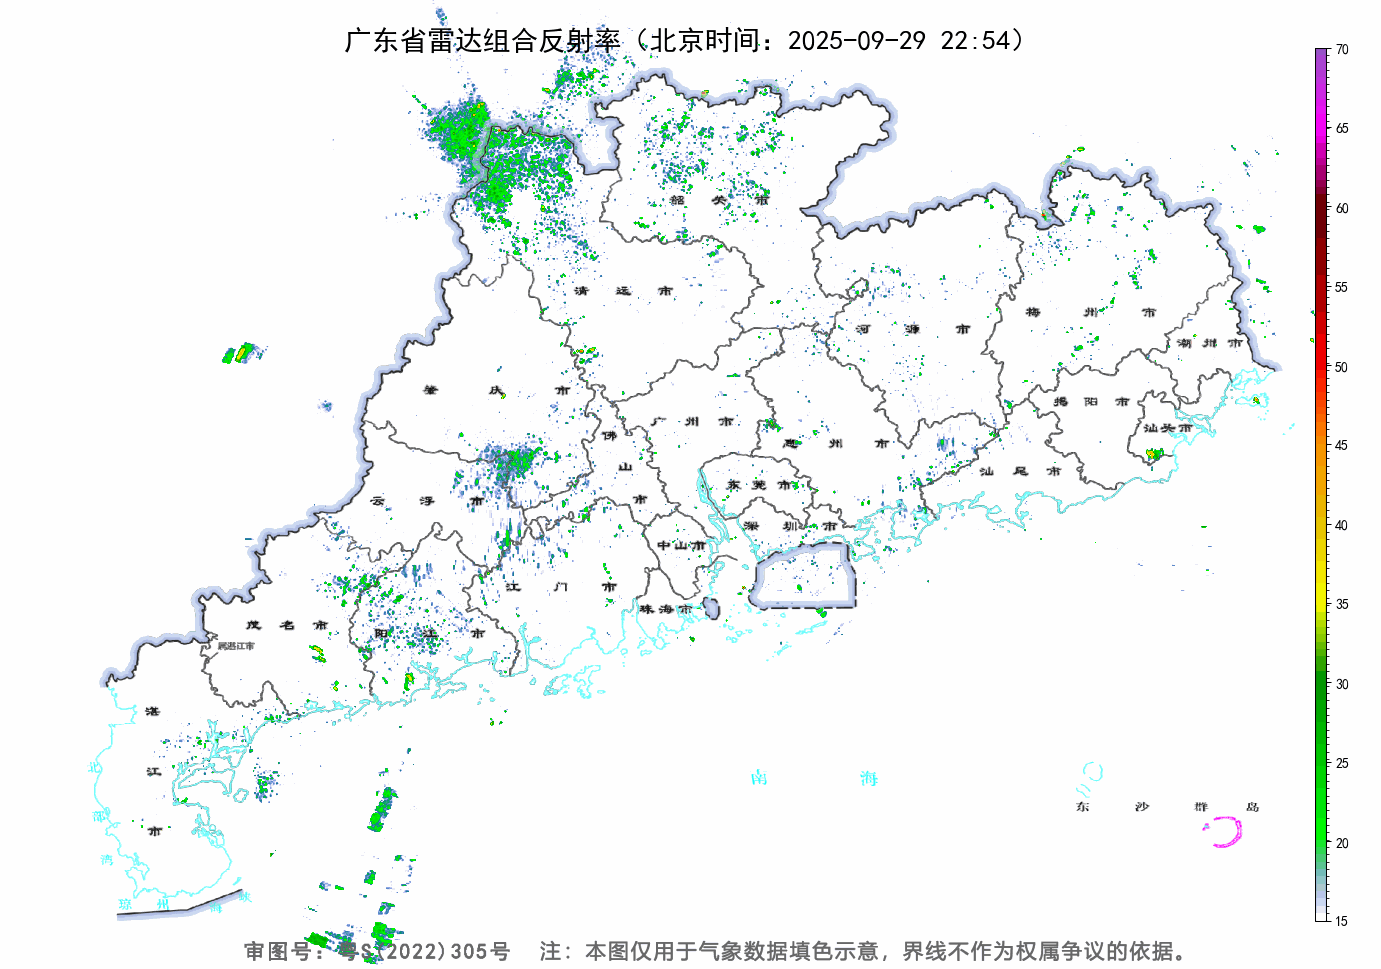 广东省雷达组合反射率（北京时间：2025-09-29 22:54）
70
65
60
55
50
45
40
35
30
25
20
15
韶关市
清远市
河源市
梅州市
潮州市
肇庆市
揭阳市
汕头市
广州市
佛山市
惠州市
汕尾市
云浮市
东莞市
深圳市
中山市
江门市
珠海市
茂名市
阳江市
属湛江市
湛江市
北部湾
琼州海峡
南海
东沙群岛
审图号：粤S(2022)305号 注：本图仅用于气象数据填色示意，界线不作为权属争议的依据。